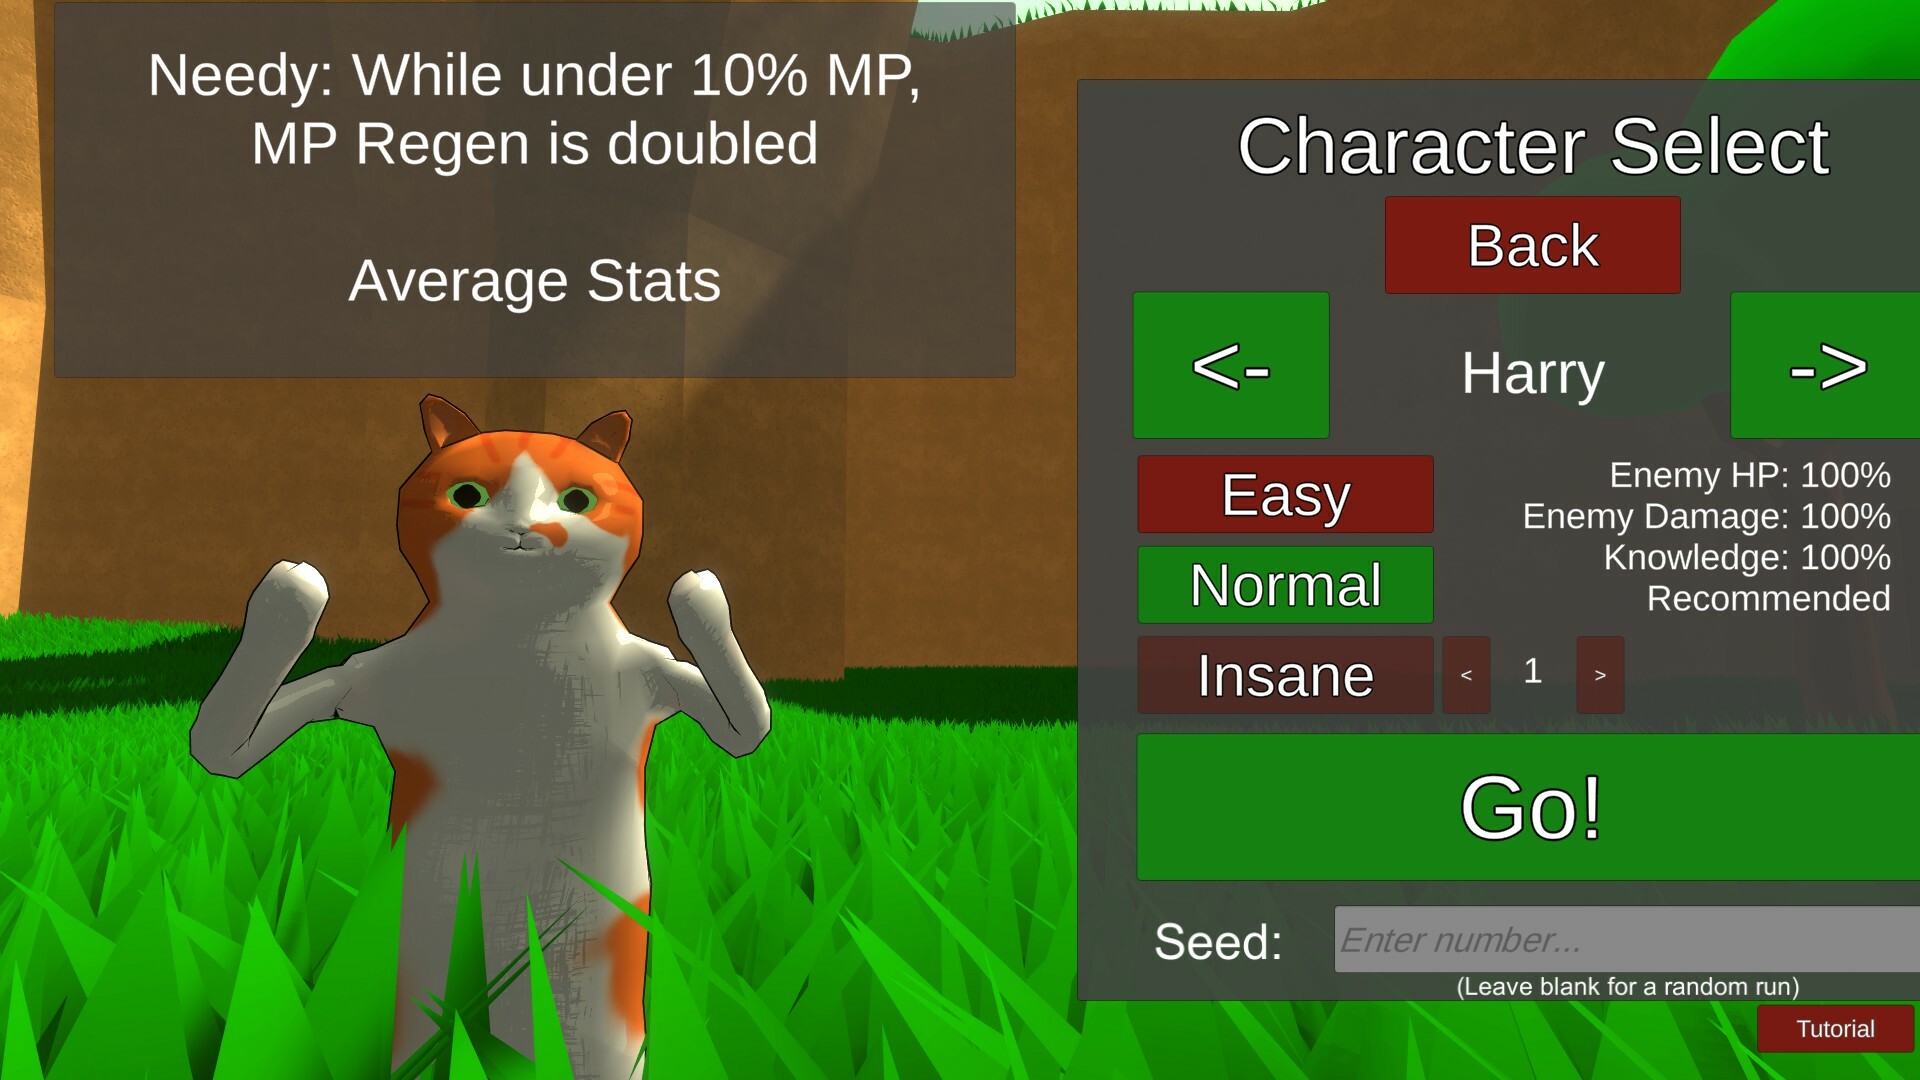 Needy: While under 10% MP,
MP Regen is doubled
Average Stats
Character Select
Back
<-
Harry
->
Easy
Normal
Insane
<
1
>
Enemy HP: 100%
Enemy Damage: 100%
Knowledge: 100%
Recommended
Go!
Seed:
Enter number...
(Leave blank for a random run)
Tutorial